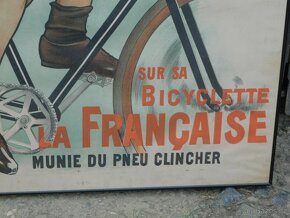 SUR SA
BICYCLETTE
LA FRANÇAISE
MUNIE DU PNEU CLINCHER